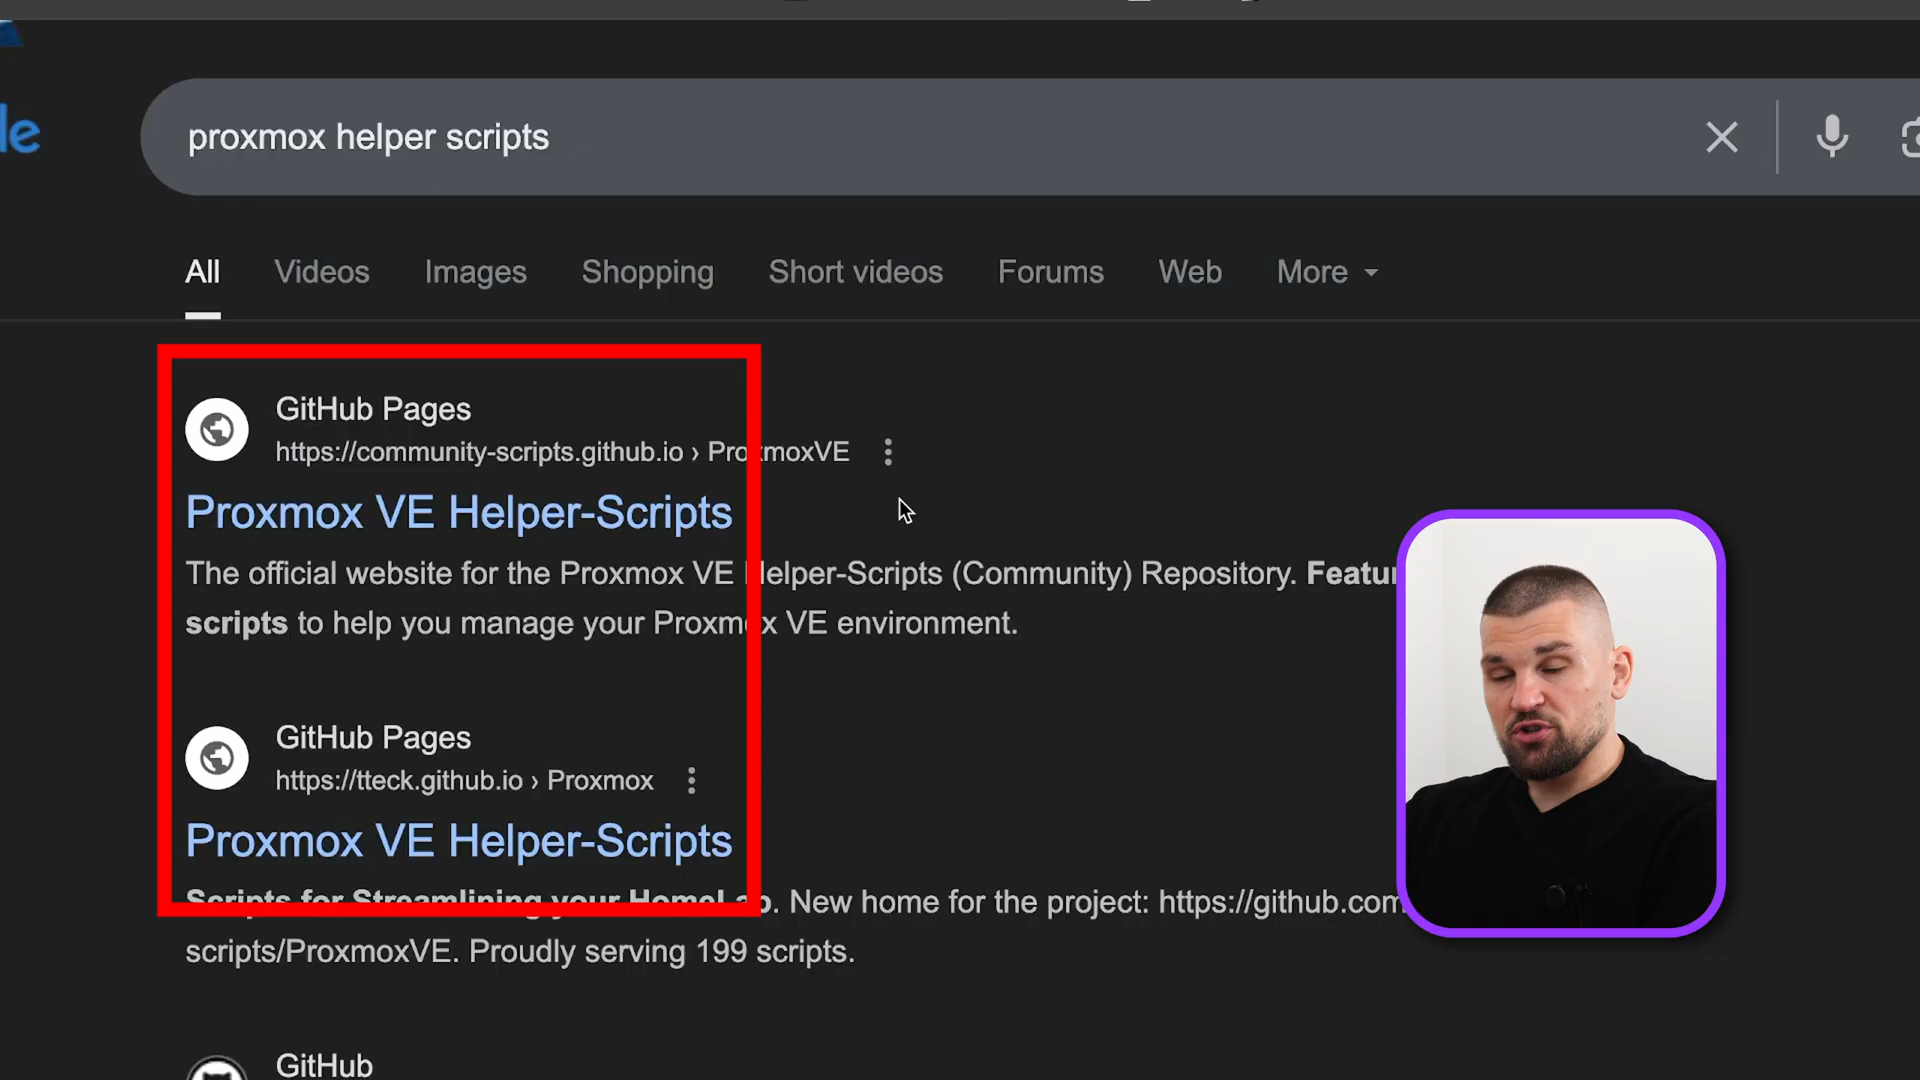 le
proxmox helper scripts
All Videos Images Shopping Short videos Forums Web More
GitHub Pages
https://community-scripts.github.io › ProxmoxVE
Proxmox VE Helper-Scripts
The official website for the Proxmox VE Helper-Scripts (Community) Repository. Featur
scripts to help you manage your Proxmox VE environment.
GitHub Pages
https://tteck.github.io › Proxmox
Proxmox VE Helper-Scripts
Scripts for Streamlining your HomeLab. New home for the project: https://github.com
scripts/ProxmoxVE. Proudly serving 199 scripts.
GitHub